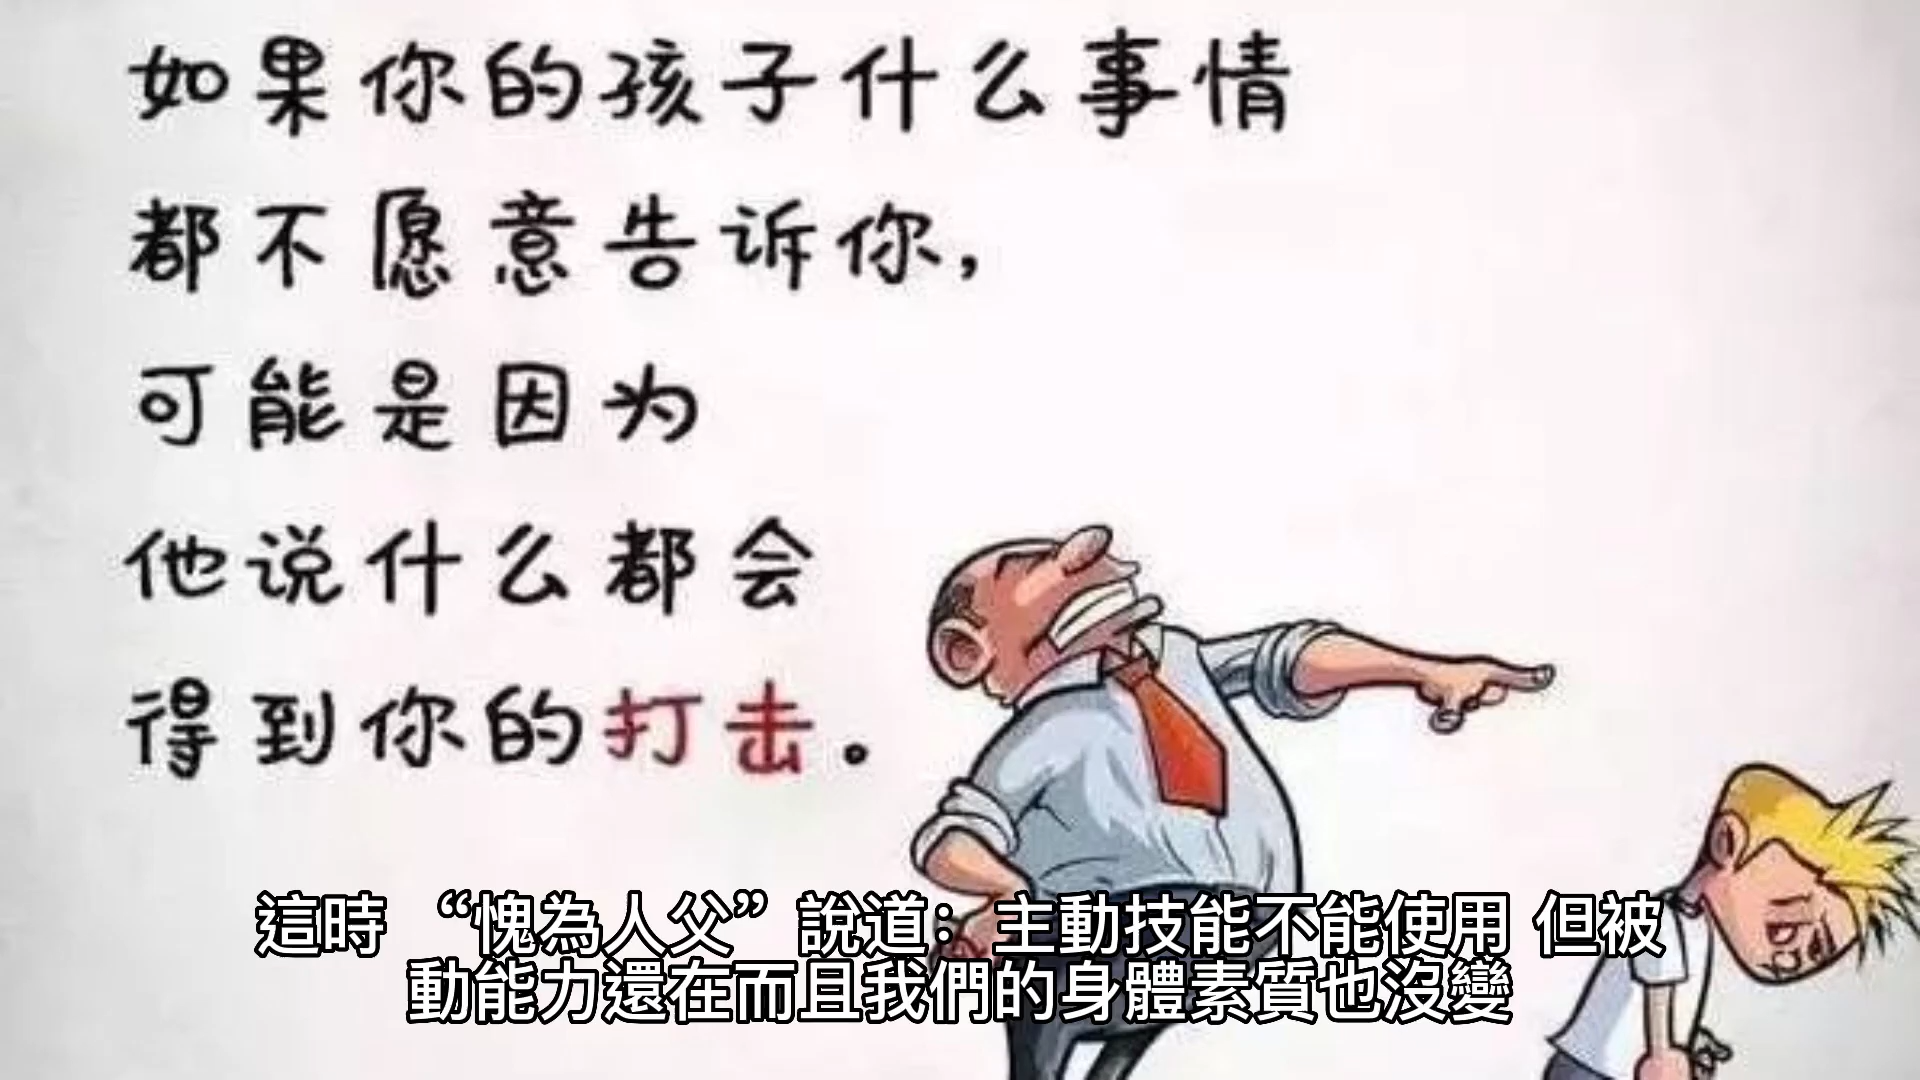 如果你的孩子什么事情
都不愿意告诉你,
可能是因为
他说什么都会
得到你的打击。
這時 “愧為人父”說道：主動技能不能使用 但被
動能力還在而且我們的身體素質也沒變